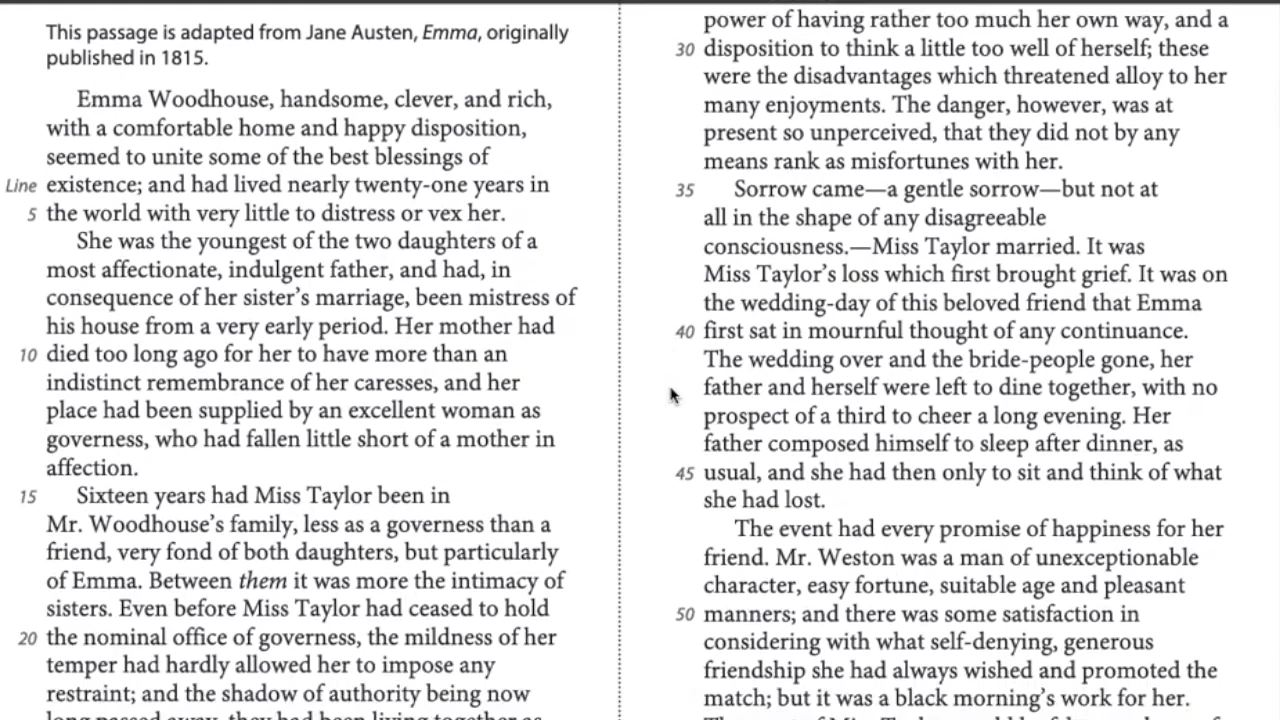 This passage is adapted from Jane Austen, Emma, originally
published in 1815.
Emma Woodhouse, handsome, clever, and rich,
with a comfortable home and happy disposition,
seemed to unite some of the best blessings of
Line existence; and had lived nearly twenty-one years in
5 the world with very little to distress or vex her.
She was the youngest of the two daughters of a
most affectionate, indulgent father, and had, in
consequence of her sister's marriage, been mistress of
his house from a very early period. Her mother had
10 died too long ago for her to have more than an
indistinct remembrance of her caresses, and her
place had been supplied by an excellent woman as
governess, who had fallen little short of a mother in
affection.
15 Sixteen years had Miss Taylor been in
Mr. Woodhouse's family, less as a governess than a
friend, very fond of both daughters, but particularly
of Emma. Between them it was more the intimacy of
sisters. Even before Miss Taylor had ceased to hold
20 the nominal office of governess, the mildness of her
temper had hardly allowed her to impose any
restraint; and the shadow of authority being now
long passed away, they had been living together as
power of having rather too much her own way, and a
30 disposition to think a little too well of herself; these
were the disadvantages which threatened alloy to her
many enjoyments. The danger, however, was at
present so unperceived, that they did not by any
means rank as misfortunes with her.
35 Sorrow came—a gentle sorrow—but not at
all in the shape of any disagreeable
consciousness.—Miss Taylor married. It was
Miss Taylor's loss which first brought grief. It was on
the wedding-day of this beloved friend that Emma
40 first sat in mournful thought of any continuance.
The wedding over and the bride-people gone, her
father and herself were left to dine together, with no
prospect of a third to cheer a long evening. Her
father composed himself to sleep after dinner, as
45 usual, and she had then only to sit and think of what
she had lost.
The event had every promise of happiness for her
friend. Mr. Weston was a man of unexceptionable
character, easy fortune, suitable age and pleasant
50 manners; and there was some satisfaction in
considering with what self-denying, generous
friendship she had always wished and promoted the
match; but it was a black morning's work for her.